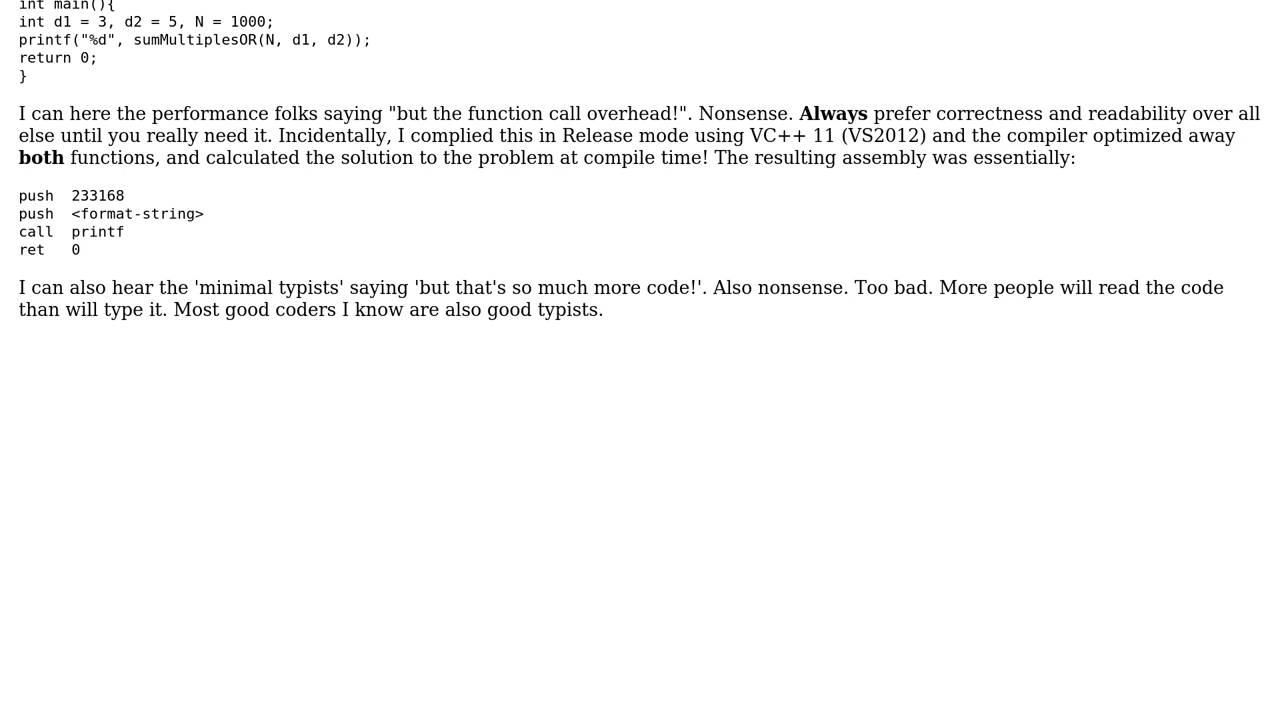 int main(){
int d1 = 3, d2 = 5, N = 1000;
printf("%d", sumMultiplesOR(N, d1, d2));
return 0;
}
I can here the performance folks saying "but the function call overhead!". Nonsense. Always prefer correctness and readability over all
else until you really need it. Incidentally, I complied this in Release mode using VC++ 11 (VS2012) and the compiler optimized away
both functions, and calculated the solution to the problem at compile time! The resulting assembly was essentially:
push  233168
push  <format-string>
call  printf
ret   0
I can also hear the 'minimal typists' saying 'but that's so much more code!'. Also nonsense. Too bad. More people will read the code
than will type it. Most good coders I know are also good typists.